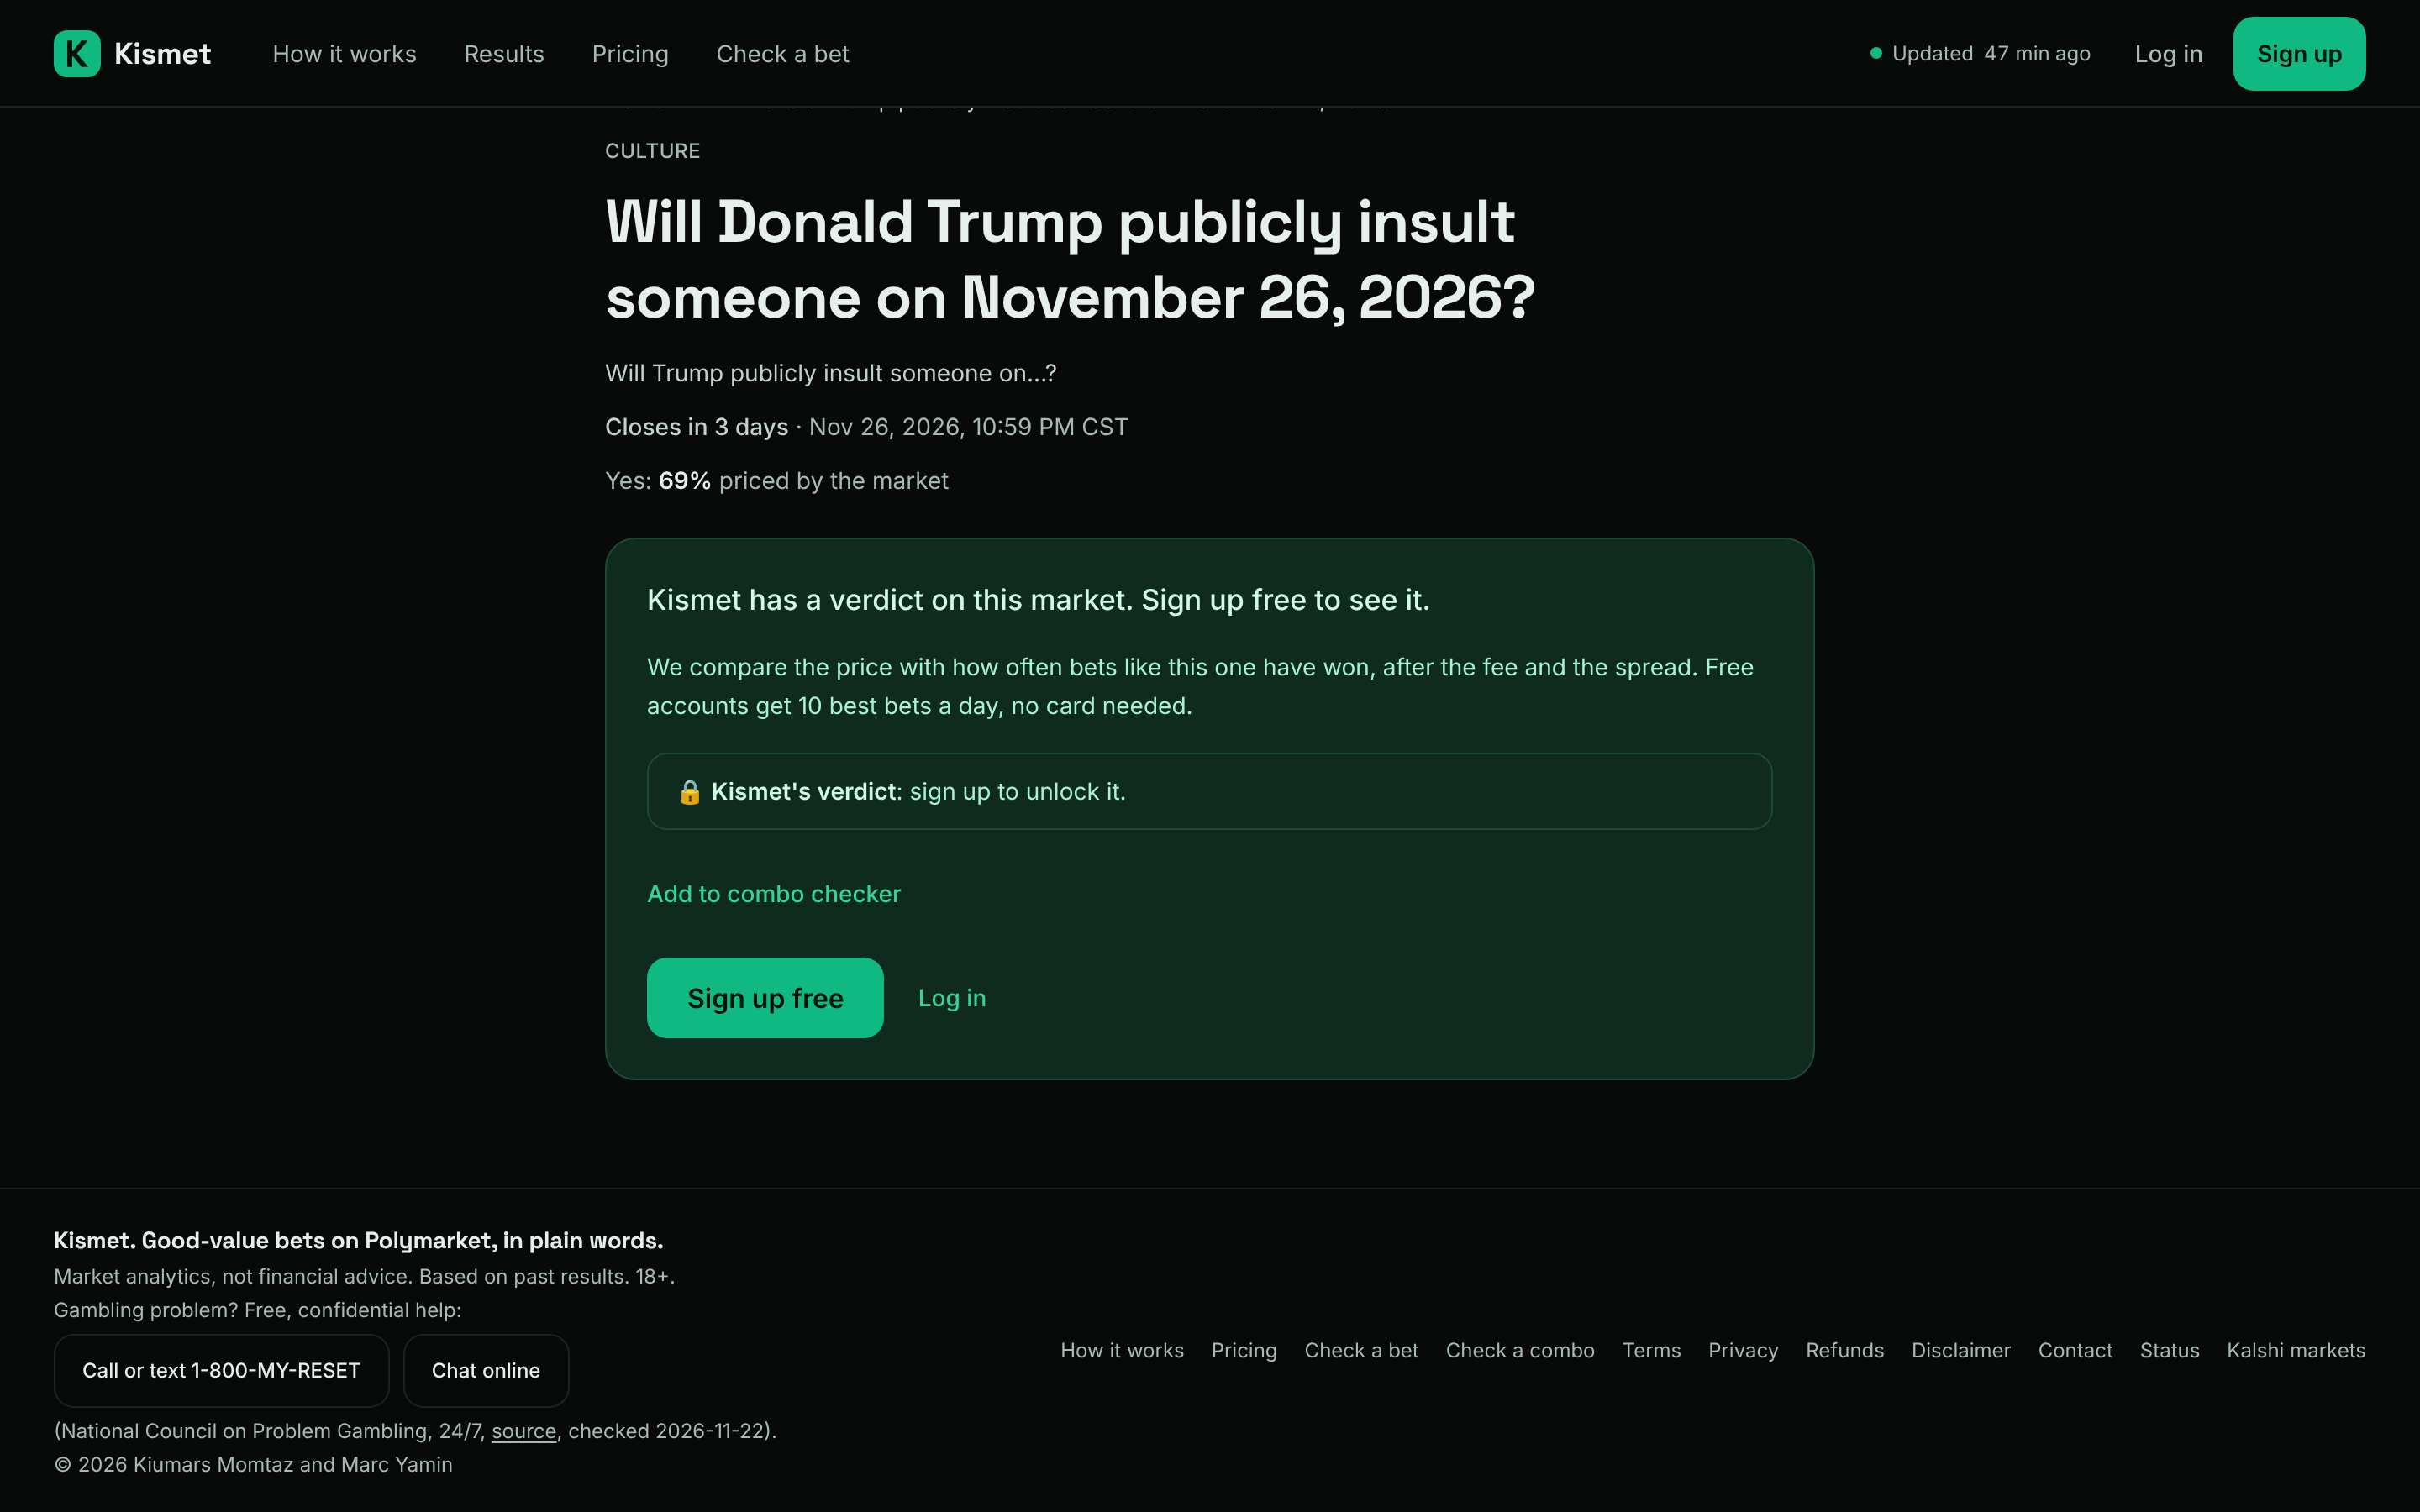 K Kismet How it works Results Pricing Check a bet Updated 47 min ago Log in Sign up
CULTURE
Will Donald Trump publicly insult
someone on November 26, 2026?
Will Trump publicly insult someone on...?
Closes in 3 days · Nov 26, 2026, 10:59 PM CST
Yes: 69% priced by the market
Kismet has a verdict on this market. Sign up free to see it.
We compare the price with how often bets like this one have won, after the fee and the spread. Free
accounts get 10 best bets a day, no card needed.
🔒 Kismet's verdict: sign up to unlock it.
Add to combo checker
Sign up free Log in
Kismet. Good-value bets on Polymarket, in plain words.
Market analytics, not financial advice. Based on past results. 18+.
Gambling problem? Free, confidential help:
Call or text 1-800-MY-RESET Chat online
(National Council on Problem Gambling, 24/7, source, checked 2026-11-22).
© 2026 Kiumars Momtaz and Marc Yamin
How it works Pricing Check a bet Check a combo Terms Privacy Refunds Disclaimer Contact Status Kalshi markets